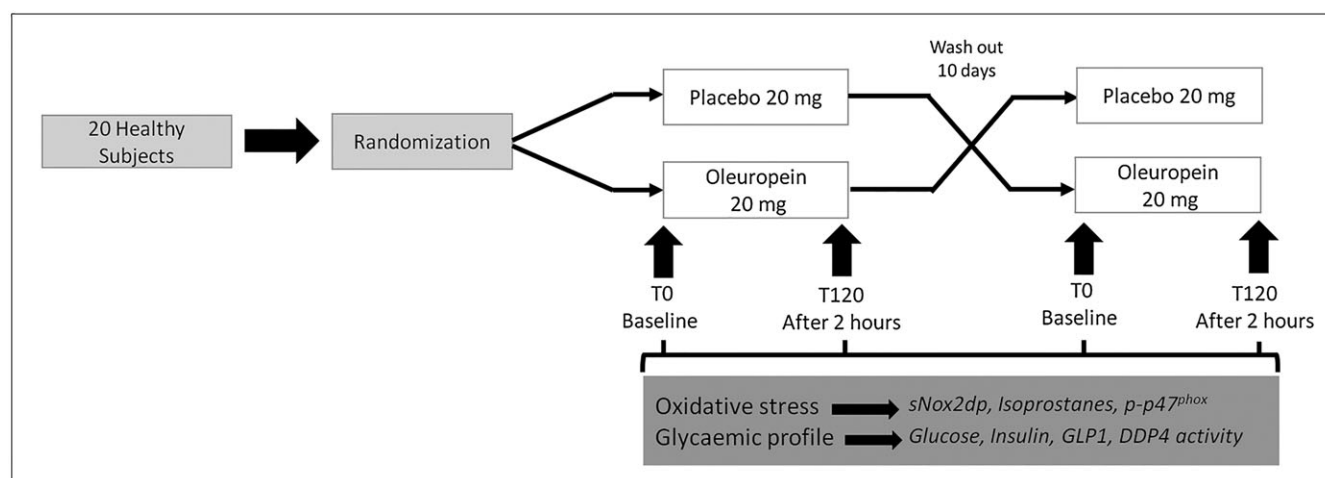 20 Healthy
Subjects
Randomization
Placebo 20 mg
Oleuropein
20 mg
Wash out
10 days
Placebo 20 mg
Oleuropein
20 mg
T0
Baseline
T120
After 2 hours
T0
Baseline
T120
After 2 hours
Oxidative stress sNox2dp, Isoprostanes, p-p47phox
Glycaemic profile Glucose, Insulin, GLP1, DDP4 activity